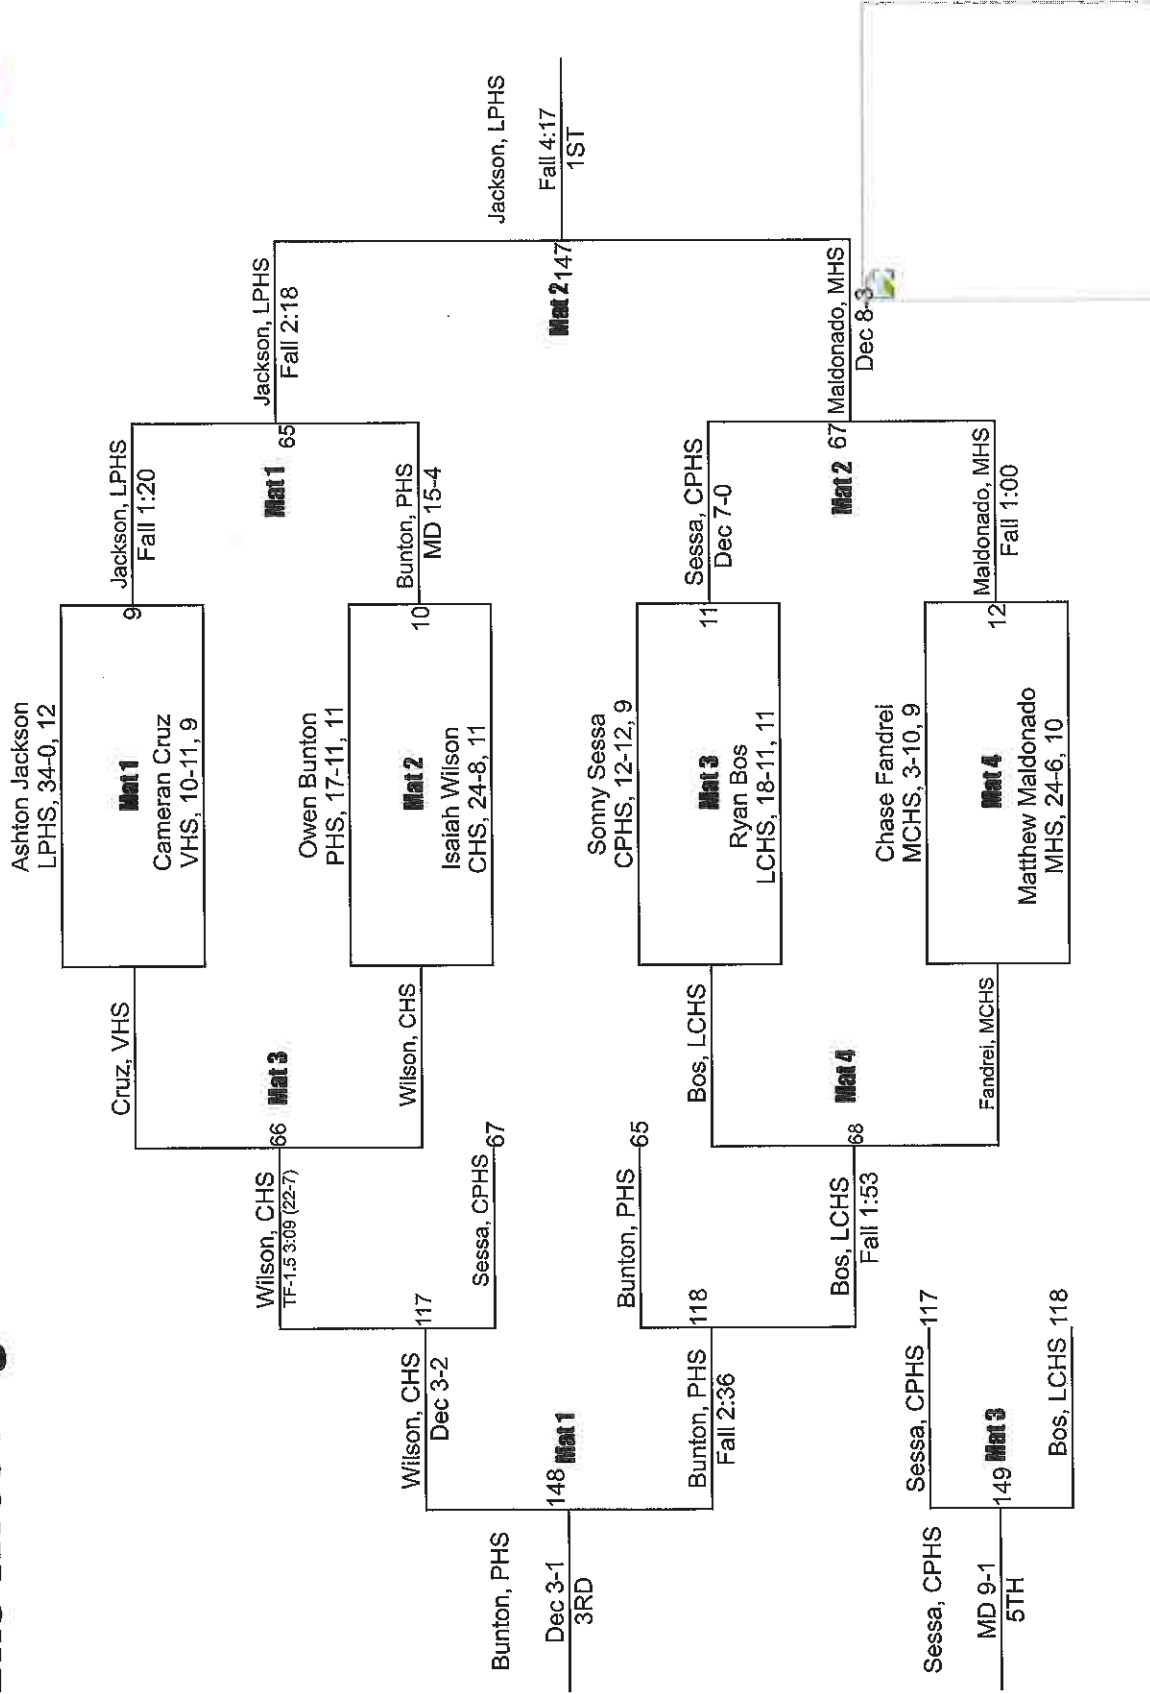 Ashton Jackson
LPHS, 34-0, 12
Mat 1
9
Cameran Cruz
VHS, 10-11, 9
Owen Bunton
PHS, 17-11, 11
Mat 2
10
Isaiah Wilson
CHS, 24-8, 11
Sonny Sessa
CPHS, 12-12, 9
Mat 3
11
Ryan Bos
LCHS, 18-11, 11
Chase Fandrei
MCHS, 3-10, 9
Mat 4
12
Matthew Maldonado
MHS, 24-6, 10
Jackson, LPHS
Fall 1:20
Mat 1 65
Bunton, PHS
MD 15-4
Sessa, CPHS
Dec 7-0
Mat 2 67
Maldonado, MHS
Fall 1:00
Jackson, LPHS
Fall 2:18
Mat 2 147
Maldonado, MHS
Dec 8-3
Jackson, LPHS
Fall 4:17
1ST
Cruz, VHS
66 Mat 3
Wilson, CHS
Bos, LCHS
68 Mat 4
Fandrei, MCHS
Wilson, CHS
TF-1.5 3:09 (22-7)
117
Sessa, CPHS 67
Bunton, PHS 65
118
Bos, LCHS
Fall 1:53
Wilson, CHS
Dec 3-2
148 Mat 1
Bunton, PHS
Fall 2:36
Bunton, PHS
Dec 3-1
3RD
Sessa, CPHS 117
149 Mat 3
Bos, LCHS 118
Sessa, CPHS
MD 9-1
5TH